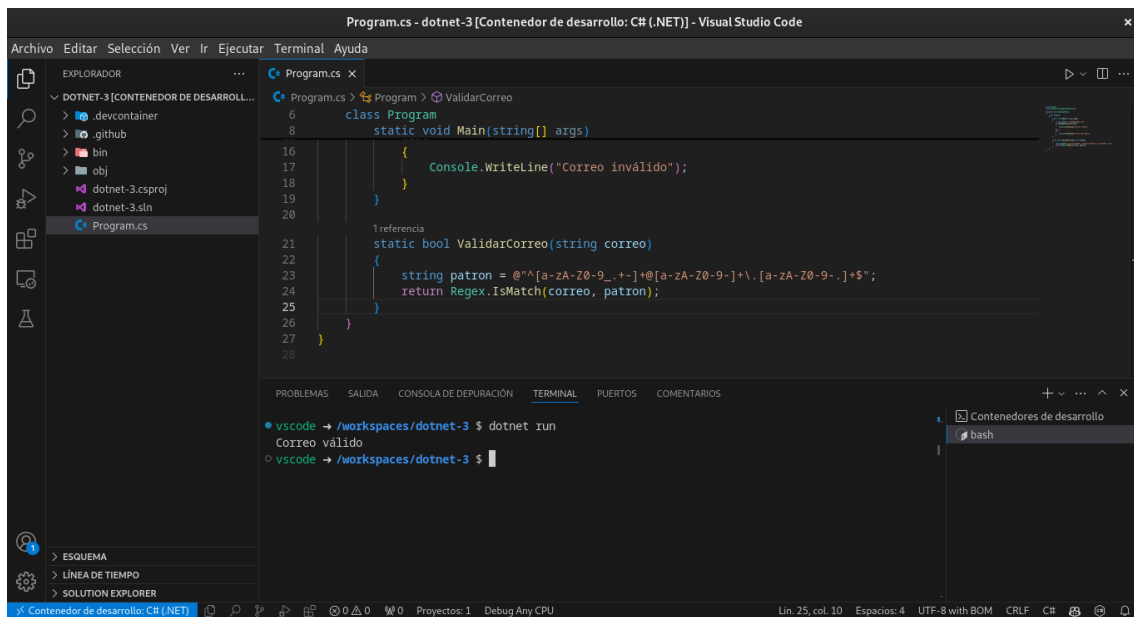 Program.cs - dotnet-3 [Contenedor de desarrollo: C# (.NET)] - Visual Studio Code
Archivo Editar Selección Ver Ir Ejecutar Terminal Ayuda
EXPLORADOR
DOTNET-3 [CONTENEDOR DE DESARROLL...
.devcontainer
.github
bin
obj
dotnet-3.csproj
dotnet-3.sln
Program.cs
1
ESQUEMA
LÍNEA DE TIEMPO
SOLUTION EXPLORER
Program.cs
Program.cs > Program > ValidarCorreo
6 class Program
8 static void Main(string[] args)
16 {
17 Console.WriteLine("Correo inválido");
18 }
19 }
20
1 referencia
21 static bool ValidarCorreo(string correo)
22 {
23 string patron = @"^[a-zA-Z0-9_.+-]+@[a-zA-Z0-9-]+\.[a-zA-Z0-9-.]+$";
24 return Regex.IsMatch(correo, patron);
25 }
26 }
27 }
28
PROBLEMAS SALIDA CONSOLA DE DEPURACIÓN TERMINAL PUERTOS COMENTARIOS
vscode → /workspaces/dotnet-3 $ dotnet run
Correo válido
vscode → /workspaces/dotnet-3 $
Contenedores de desarrollo
bash
Contenedor de desarrollo: C# (.NET) 0 0 0 Proyectos: 1 Debug Any CPU Lín. 25, col. 10 Espacios: 4 UTF-8 with BOM CRLF C#